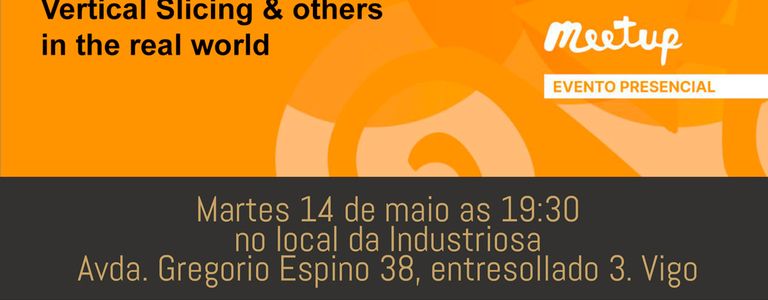 Vertical Slicing & others
in the real world
Meetup
EVENTO PRESENCIAL
Martes 14 de maio as 19:30
no local da Industriosa
Avda. Gregorio Espino 38, entresollado 3. Vigo